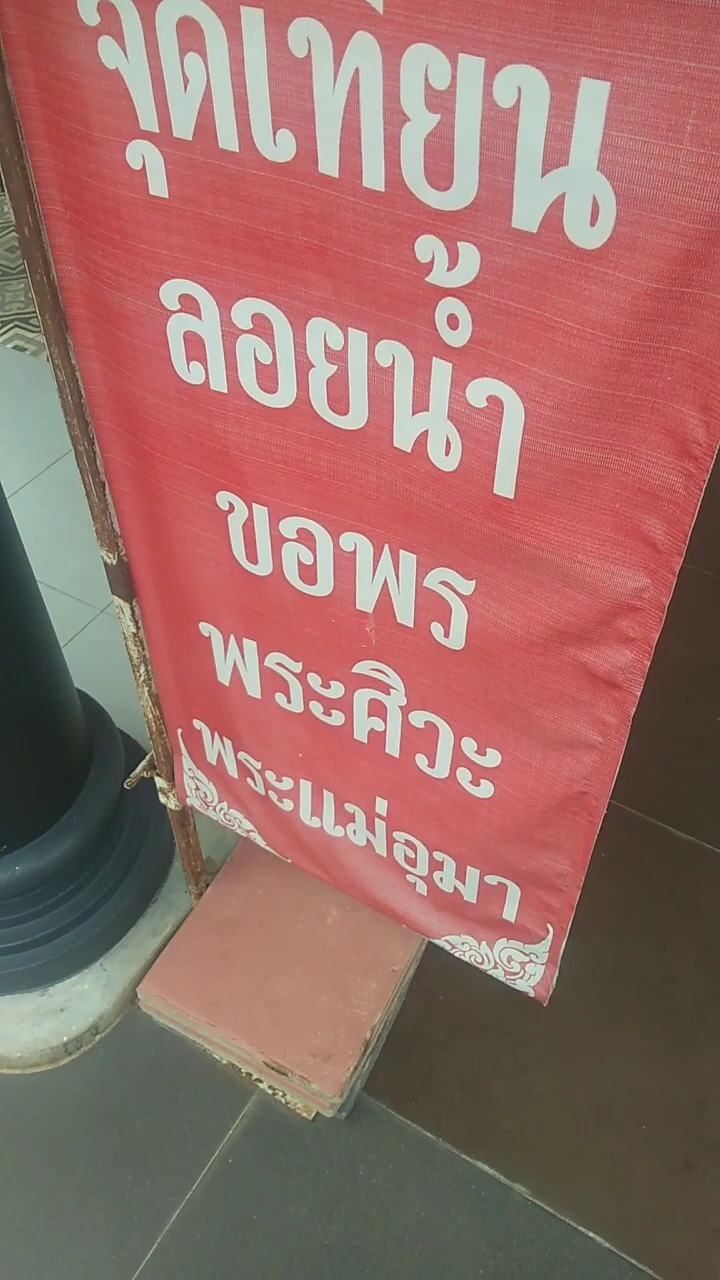 จุดเทียน
ลอยน้ำ
ขอพร
พระศิวะ
พระแม่อุมา